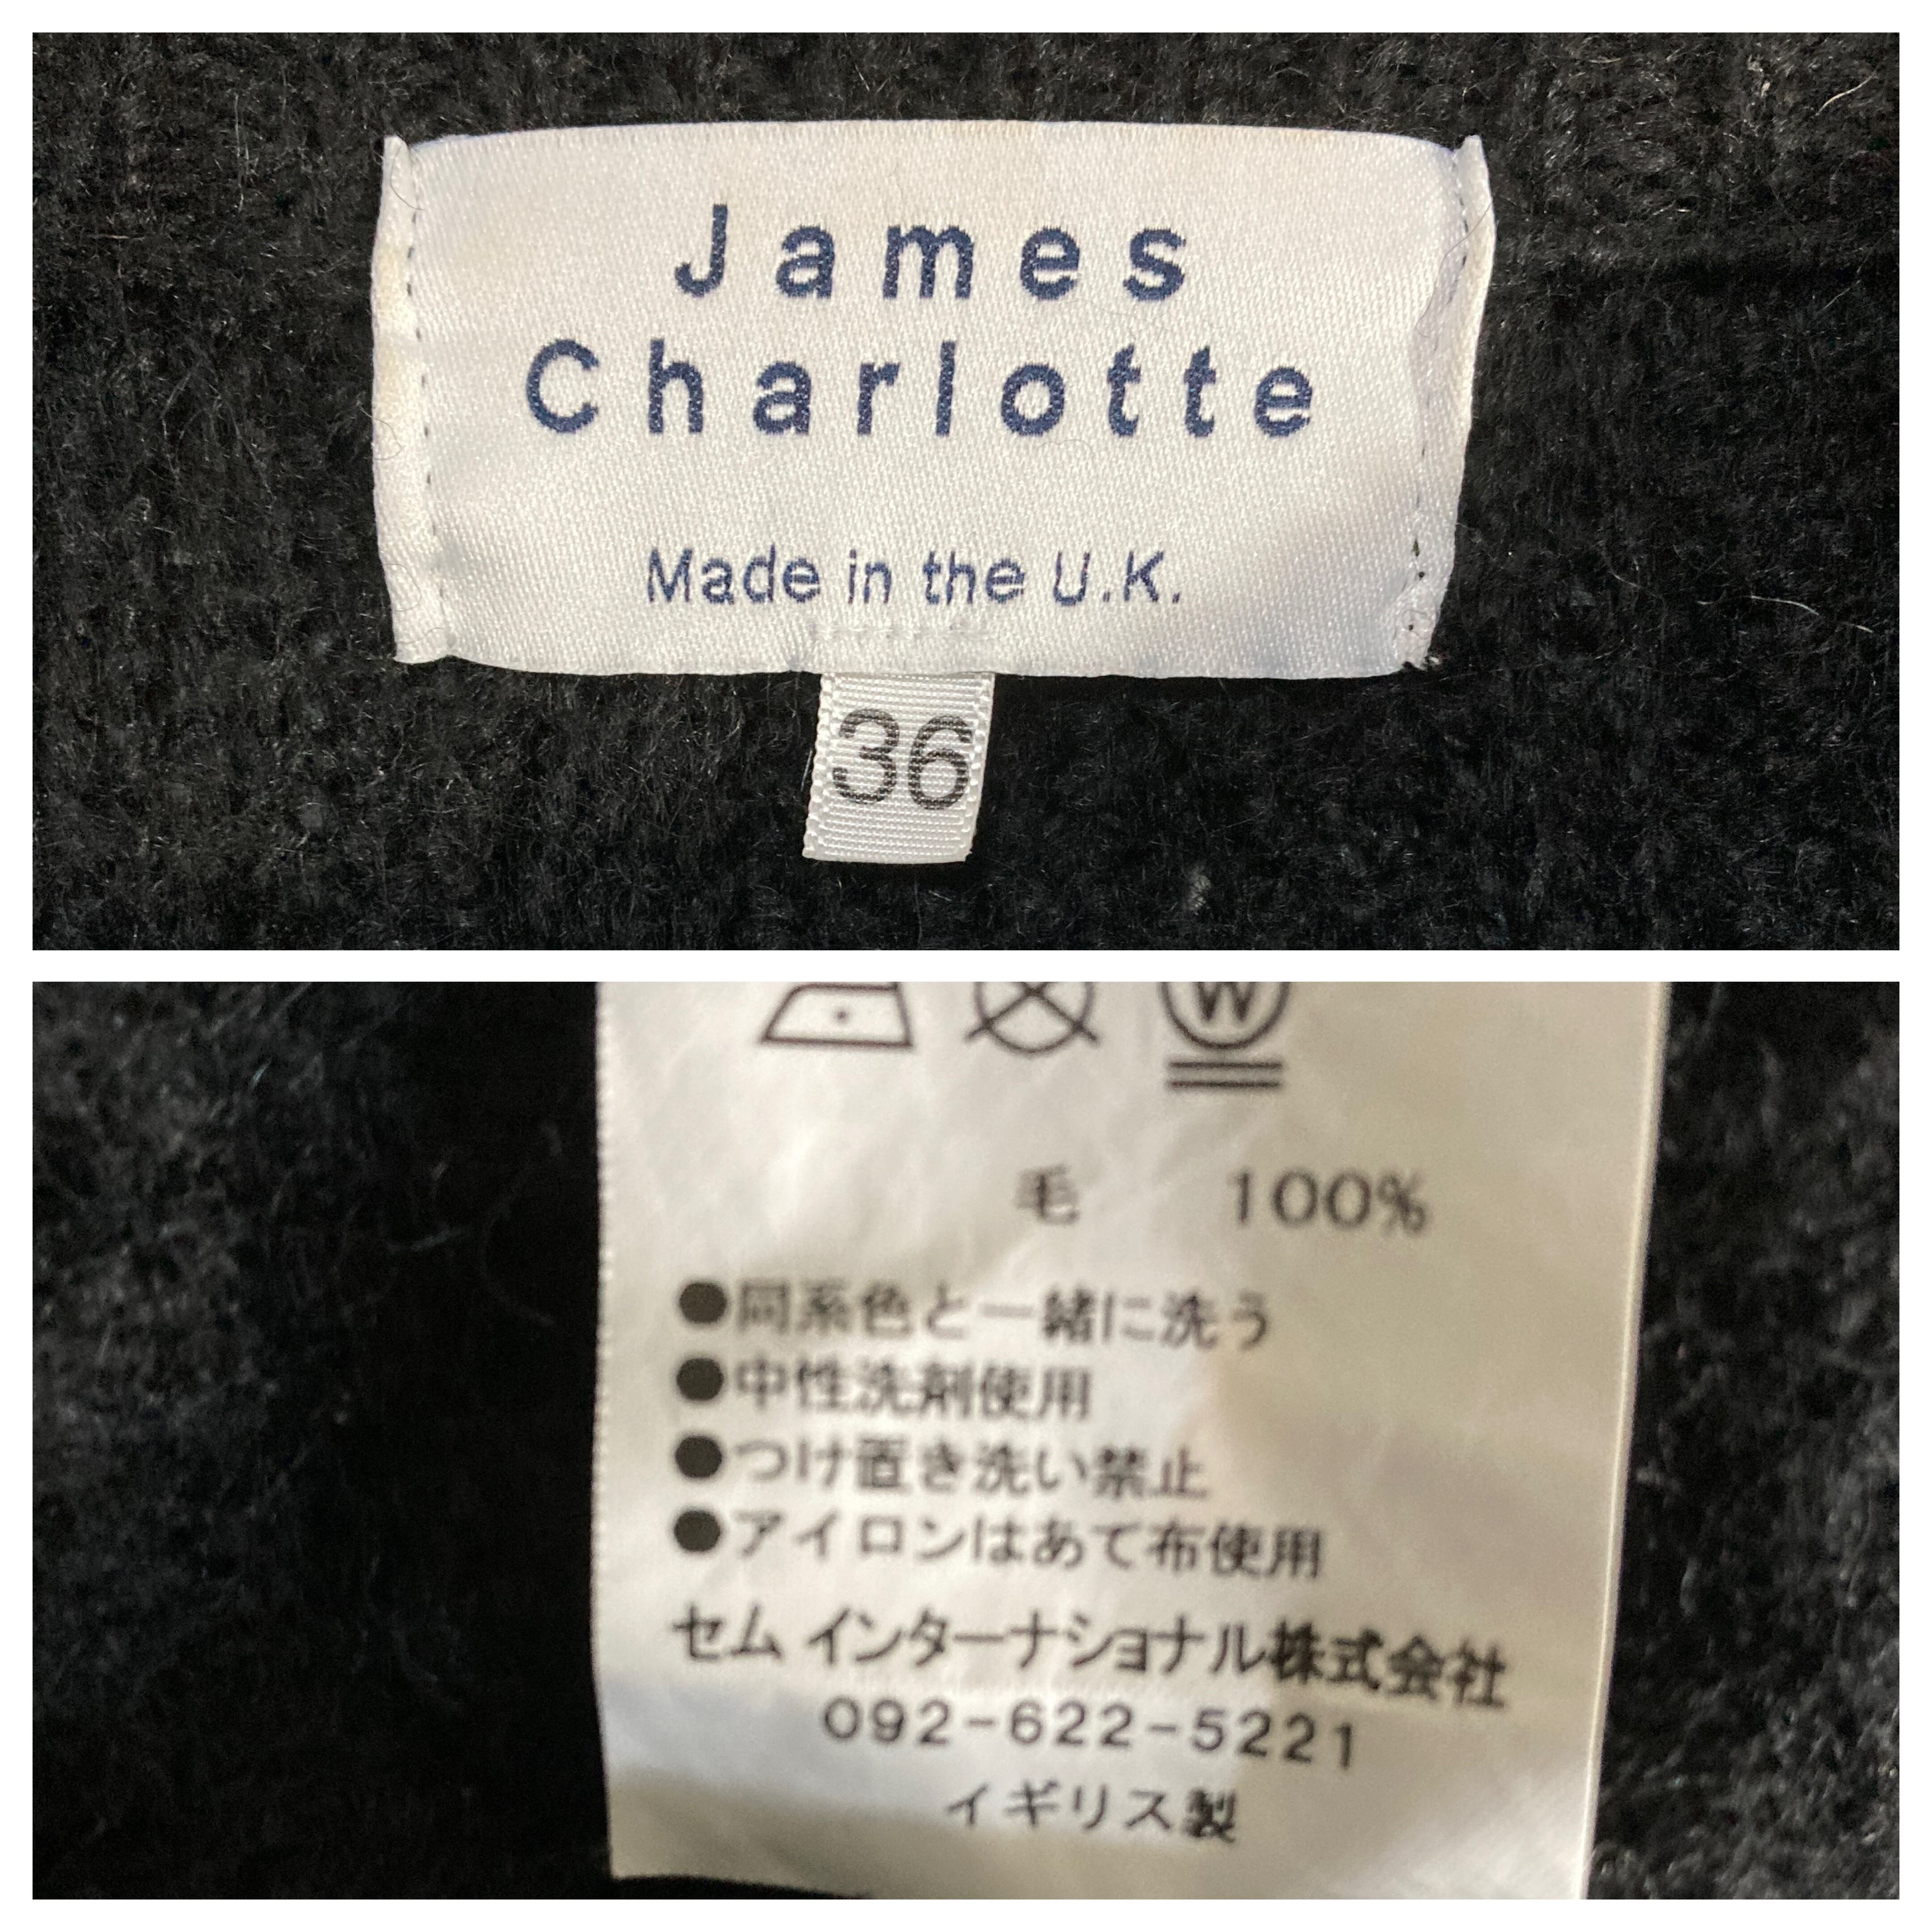 James
Charlotte
Made in the U.K.
36
W
毛 100%
●同系色と一緒に洗う
●中性洗剤使用
●つけ置き洗い禁止
●アイロンはあて布使用
セム インターナショナル株式会社
092-622-5221
イギリス製